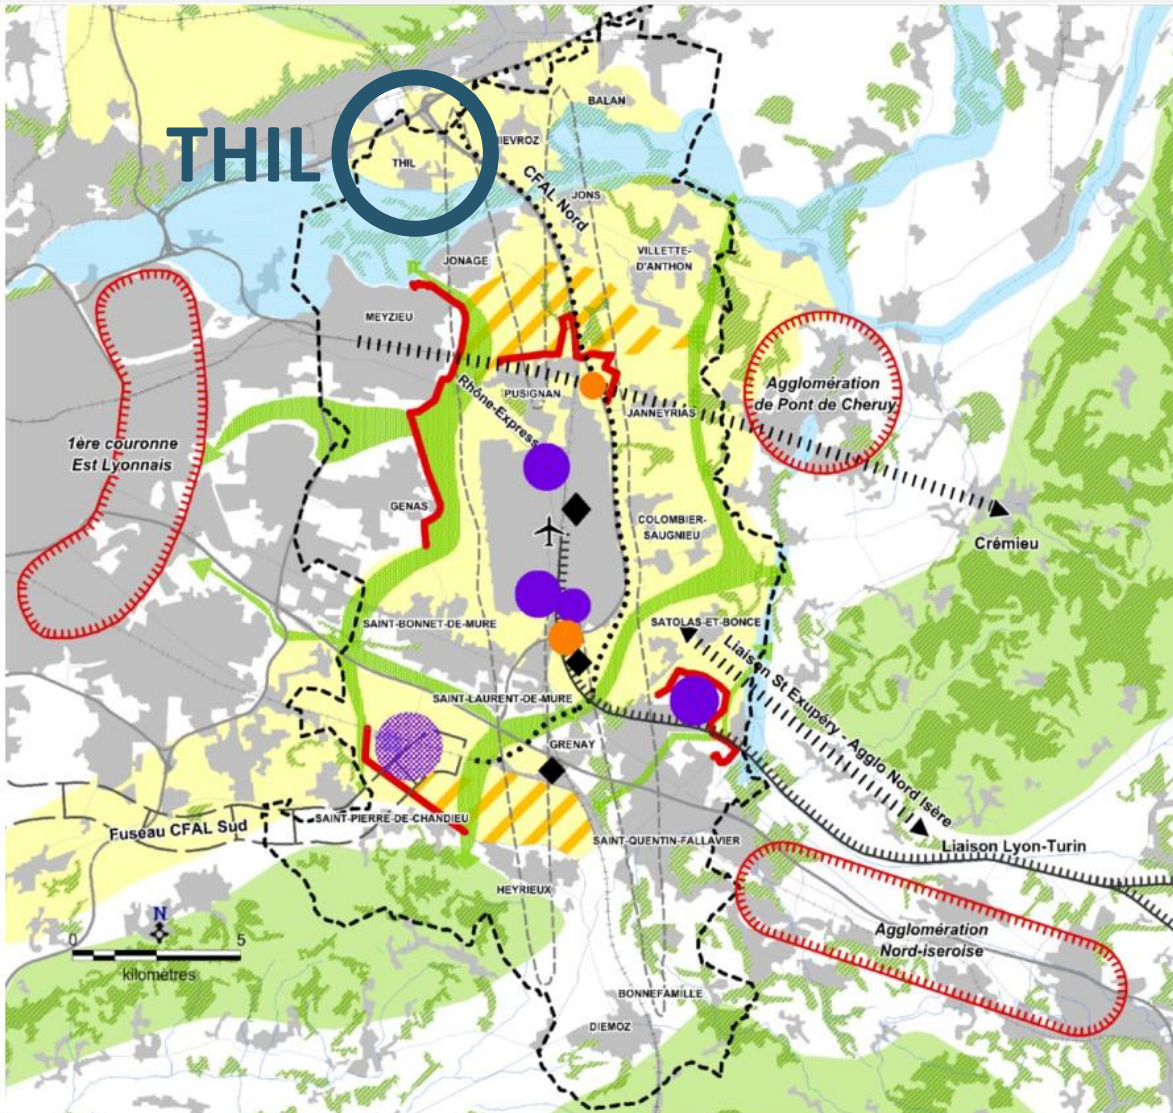 BALAN
THIL
NIEVROZ
THIL
CFAL Nord
JONS
VILLETTE-
D'ANTHON
JONAGE
MEYZIEU
Rhône-Express
PUSIGNAN
JANNEYRIAS
Agglomération
de Pont de Cheruy
1ère couronne
Est Lyonnais
GENAS
COLOMBIER-
SAUGNIEU
Crémieu
SAINT-BONNET-DE-MURE
SATOLAS-ET-BONCE
Liaison St Exupéry - Agglo Nord Isère
SAINT-LAURENT-DE-MURE
GRENAY
Fuseau CFAL Sud
SAINT-PIERRE-DE-CHANDIEU
SAINT-QUENTIN-FALLAVIER
Liaison Lyon-Turin
HEYRIEUX
N
0 5
kilomètres
Agglomération
Nord-iseroise
BONNEFAMILLE
DIEMOZ